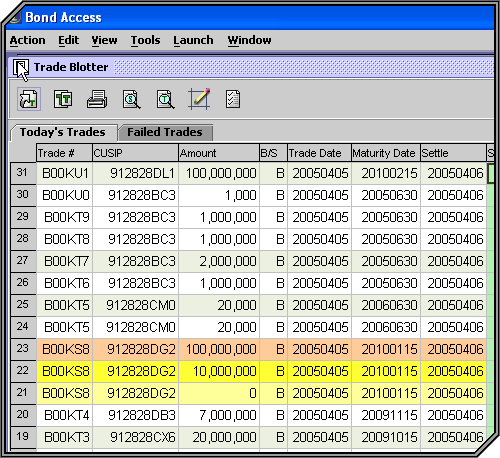 Bond Access
Action Edit View Tools Launch Window
Trade Blotter
Today's Trades Failed Trades
Trade # CUSIP Amount B/S Trade Date Maturity Date Settle S
31 B00KU1 912828DL1 100,000,000 B 20050405 20100215 20050406
30 B00KU0 912828BC3 1,000 B 20050405 20050630 20050406
29 B00KT9 912828BC3 1,000,000 B 20050405 20050630 20050406
28 B00KT8 912828BC3 1,000,000 B 20050405 20050630 20050406
27 B00KT7 912828BC3 2,000,000 B 20050405 20050630 20050406
26 B00KT6 912828BC3 1,000,000 B 20050405 20050630 20050406
25 B00KT5 912828CM0 20,000 B 20050405 20060630 20050406
24 B00KT5 912828CM0 20,000 B 20050405 20060630 20050406
23 B00KS8 912828DG2 100,000,000 B 20050405 20100115 20050406
22 B00KS8 912828DG2 10,000,000 B 20050405 20100115 20050406
21 B00KS8 912828DG2 0 B 20050405 20100115 20050406
20 B00KT4 912828DB3 7,000,000 B 20050405 20091115 20050406
19 B00KT3 912828CX6 20,000,000 B 20050405 20091015 20050406